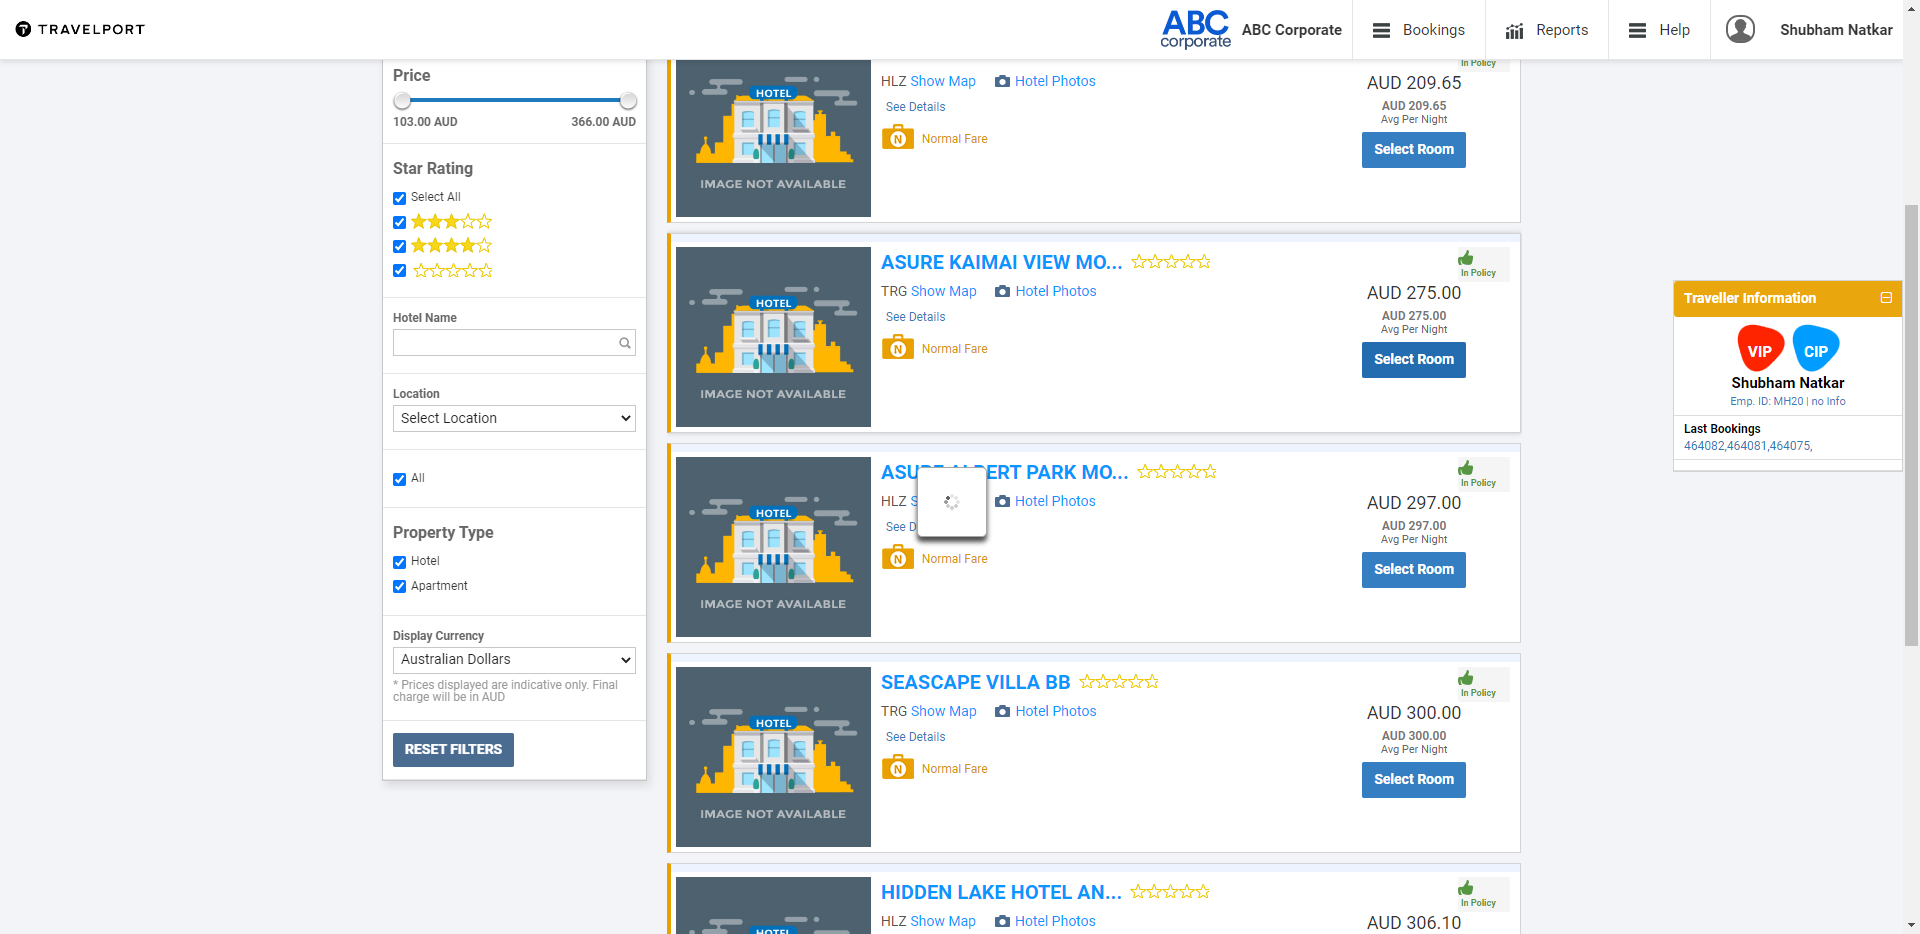 TRAVELPORT
ABC
corporate
ABC Corporate
Bookings
Reports
Help
Shubham Natkar
Price
103.00 AUD
366.00 AUD
Star Rating
Select All
Hotel Name
Location
Select Location
All
Property Type
Hotel
Apartment
Display Currency
Australian Dollars
* Prices displayed are indicative only. Final
charge will be in AUD
RESET FILTERS
HOTEL
IMAGE NOT AVAILABLE
HLZ Show Map Hotel Photos
See Details
N Normal Fare
In Policy
AUD 209.65
AUD 209.65
Avg Per Night
Select Room
HOTEL
IMAGE NOT AVAILABLE
ASURE KAIMAI VIEW MO...
TRG Show Map Hotel Photos
See Details
N Normal Fare
In Policy
AUD 275.00
AUD 275.00
Avg Per Night
Select Room
HOTEL
IMAGE NOT AVAILABLE
PARK MO...
HLZ Hotel Photos
See
N Normal Fare
In Policy
AUD 297.00
AUD 297.00
Avg Per Night
Select Room
HOTEL
IMAGE NOT AVAILABLE
SEASCAPE VILLA BB
TRG Show Map Hotel Photos
See Details
N Normal Fare
In Policy
AUD 300.00
AUD 300.00
Avg Per Night
Select Room
HOTEL
HIDDEN LAKE HOTEL AN...
HLZ Show Map Hotel Photos
In Policy
AUD 306.10
Traveller Information
VIP
CIP
Shubham Natkar
Emp. ID: MH20 | no Info
Last Bookings
464082,464081,464075,